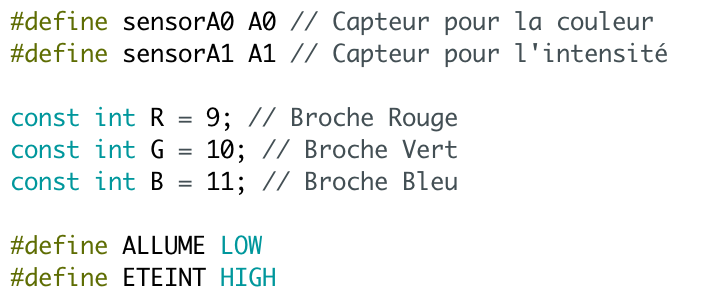 #define sensorA0 A0 // Capteur pour la couleur
#define sensorA1 A1 // Capteur pour l'intensité
const int R = 9; // Broche Rouge
const int G = 10; // Broche Vert
const int B = 11; // Broche Bleu
#define ALLUME LOW
#define ETEINT HIGH